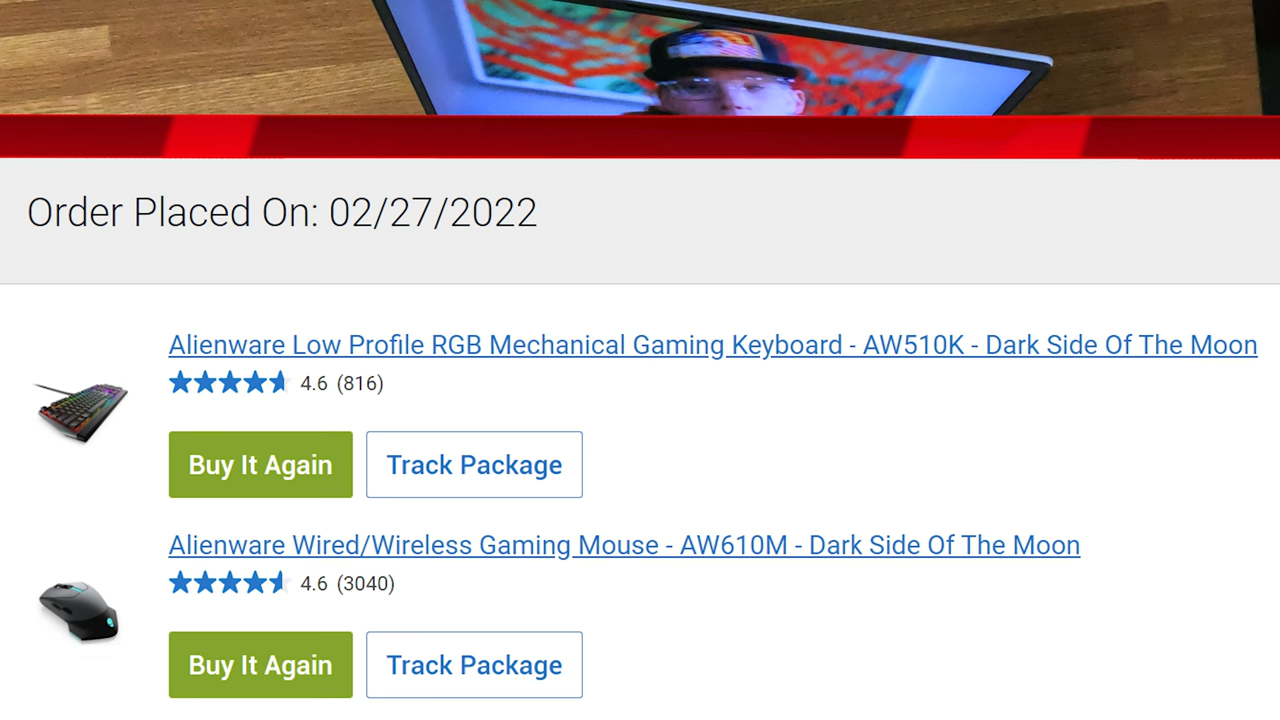 Order Placed On: 02/27/2022
Alienware Low Profile RGB Mechanical Gaming Keyboard - AW510K - Dark Side Of The Moon
4.6 (816)
Buy It Again Track Package
Alienware Wired/Wireless Gaming Mouse - AW610M - Dark Side Of The Moon
4.6 (3040)
Buy It Again Track Package